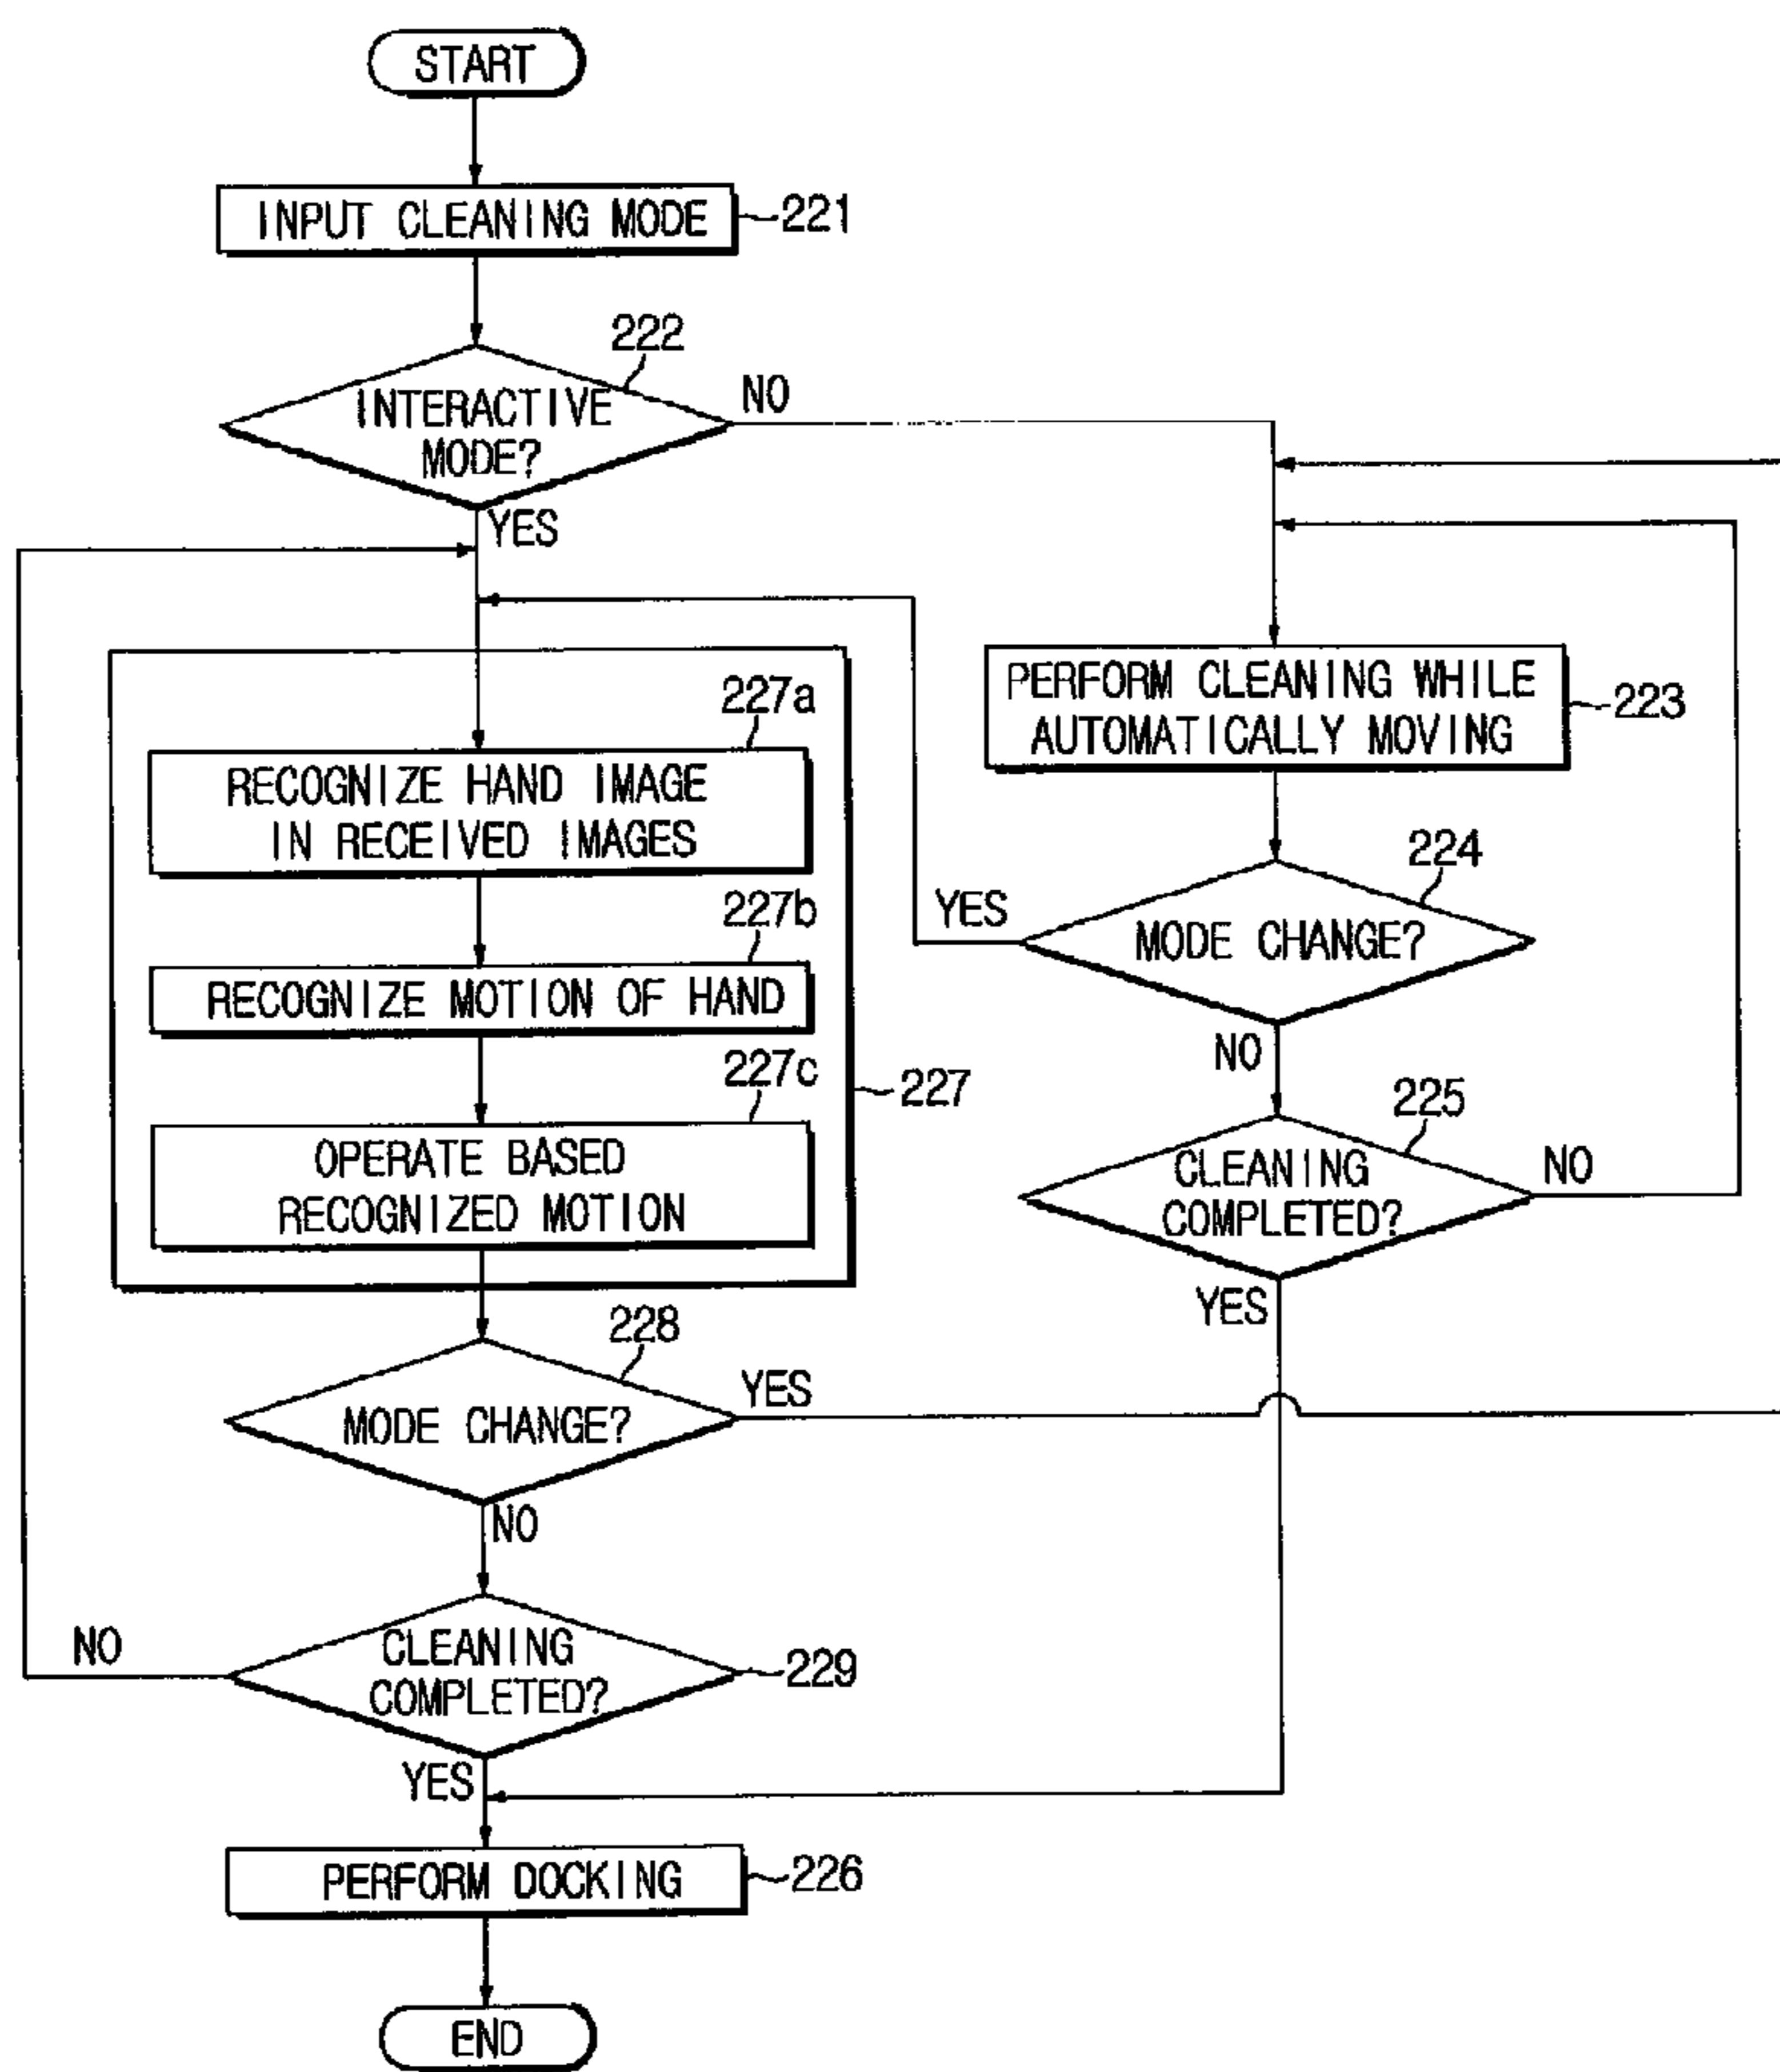 START
INPUT CLEANING MODE
221
222
INTERACTIVE
MODE?
NO
YES
227a
RECOGNIZE HAND IMAGE
IN RECEIVED IMAGES
227b
RECOGNIZE MOTION OF HAND
227c
OPERATE BASED
RECOGNIZED MOTION
227
PERFORM CLEANING WHILE
AUTOMATICALLY MOVING
223
224
YES
MODE CHANGE?
NO
225
CLEANING
COMPLETED?
NO
YES
228
MODE CHANGE?
YES
NO
CLEANING
COMPLETED?
229
NO
YES
PERFORM DOCKING
226
END